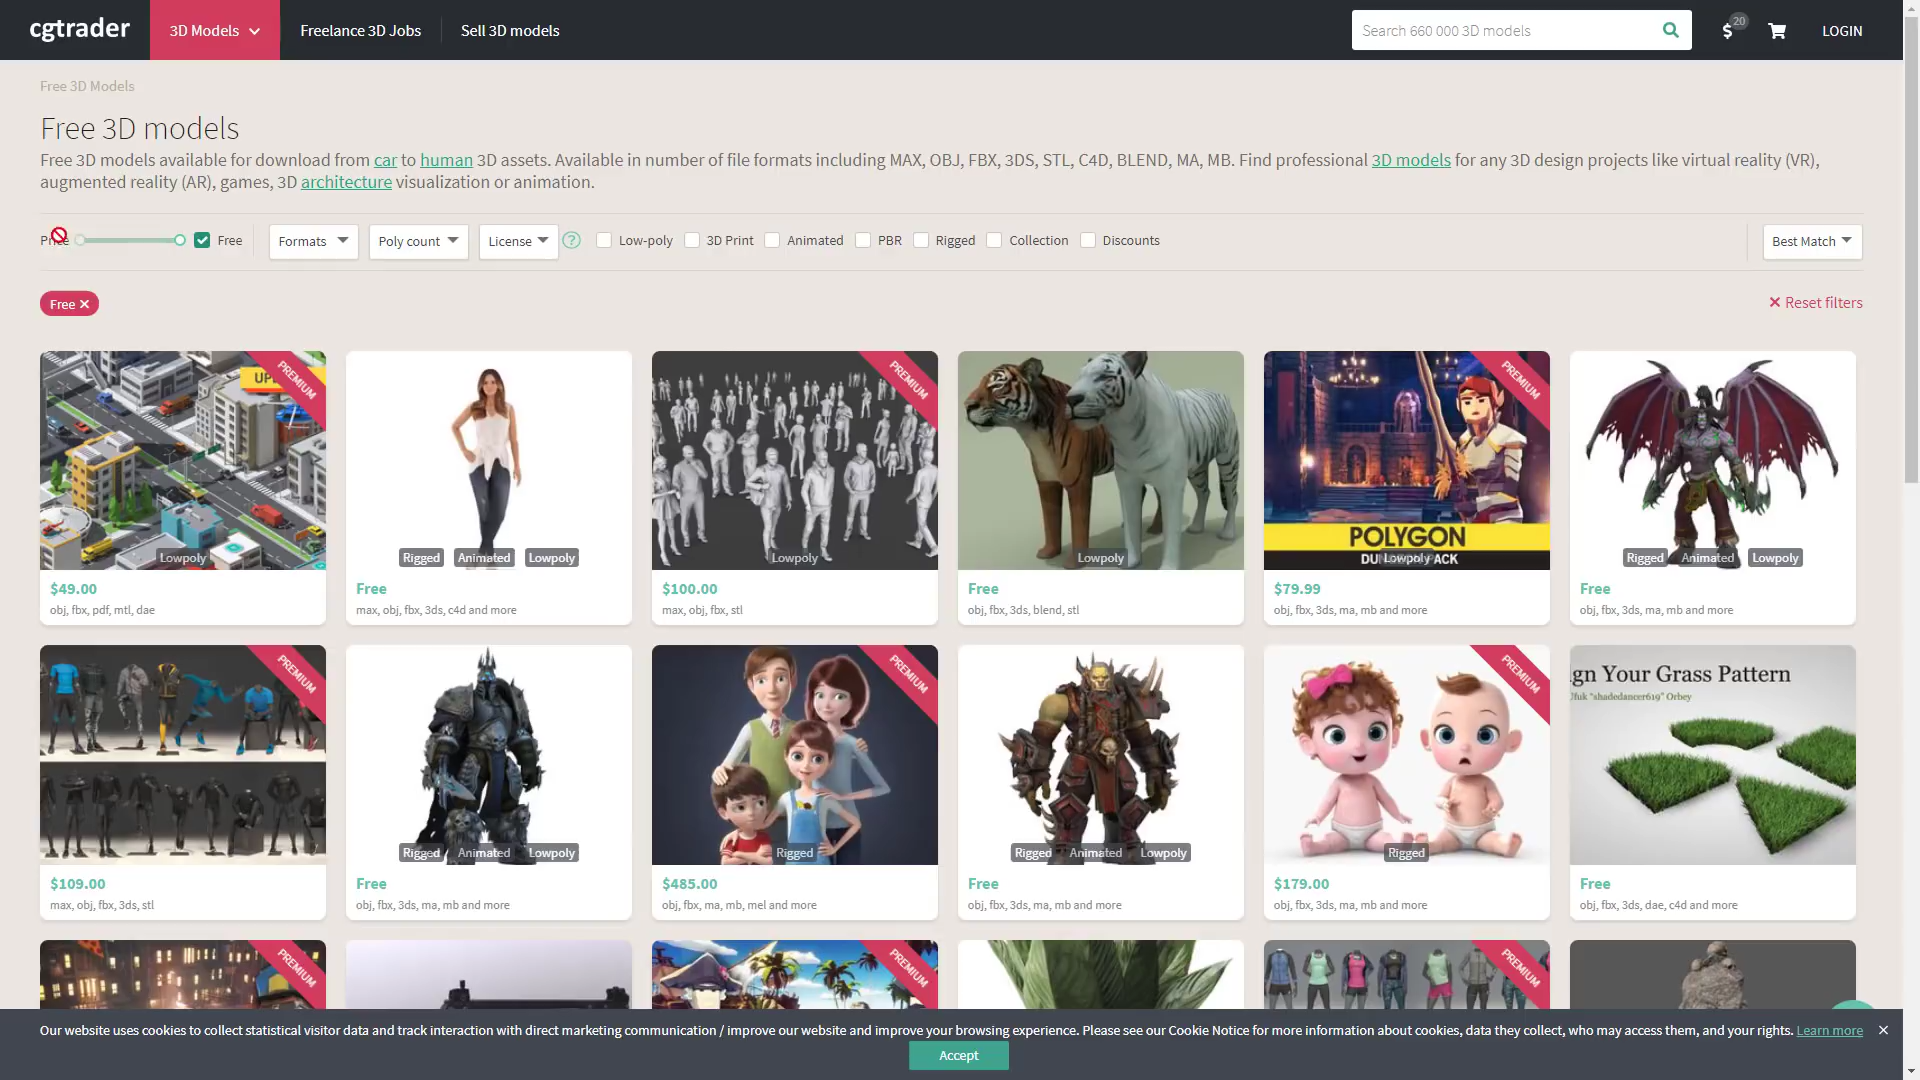 cgtrader
3D Models
Freelance 3D Jobs
Sell 3D models
Search 660 000 3D models
$ 20
LOGIN
Free 3D Models
Free 3D models
Free 3D models available for download from car to human 3D assets. Available in number of file formats including MAX, OBJ, FBX, 3DS, STL, C4D, BLEND, MA, MB. Find professional 3D models for any 3D design projects like virtual reality (VR),
augmented reality (AR), games, 3D architecture visualization or animation.
Price
Free
Formats
Poly count
License
?
Low-poly
3D Print
Animated
PBR
Rigged
Collection
Discounts
Best Match
Free ✕
✕ Reset filters
PREMIUM
Lowpoly
$49.00
obj, fbx, pdf, mtl, dae
Rigged Animated Lowpoly
Free
max, obj, fbx, 3ds, c4d and more
PREMIUM
Lowpoly
$100.00
max, obj, fbx, stl
Lowpoly
Free
obj, fbx, 3ds, blend, stl
PREMIUM
POLYGON
Lowpoly
PACK
$79.99
obj, fbx, 3ds, ma, mb and more
Rigged Animated Lowpoly
Free
obj, fbx, 3ds, ma, mb and more
PREMIUM
$109.00
max, obj, fbx, 3ds, stl
Rigged Animated Lowpoly
Free
obj, fbx, 3ds, ma, mb and more
PREMIUM
Rigged
$485.00
obj, fbx, ma, mb, mel and more
Rigged Animated Lowpoly
Free
obj, fbx, 3ds, ma, mb and more
PREMIUM
Rigged
$179.00
obj, fbx, 3ds, ma, mb and more
ign Your Grass Pattern
Ufuk "shadedancer619" Orbey
Free
obj, fbx, 3ds, dae, c4d and more
PREMIUM
PREMIUM
PREMIUM
Our website uses cookies to collect statistical visitor data and track interaction with direct marketing communication / improve our website and improve your browsing experience. Please see our Cookie Notice for more information about cookies, data they collect, who may access them, and your rights. Learn more ✕
Accept